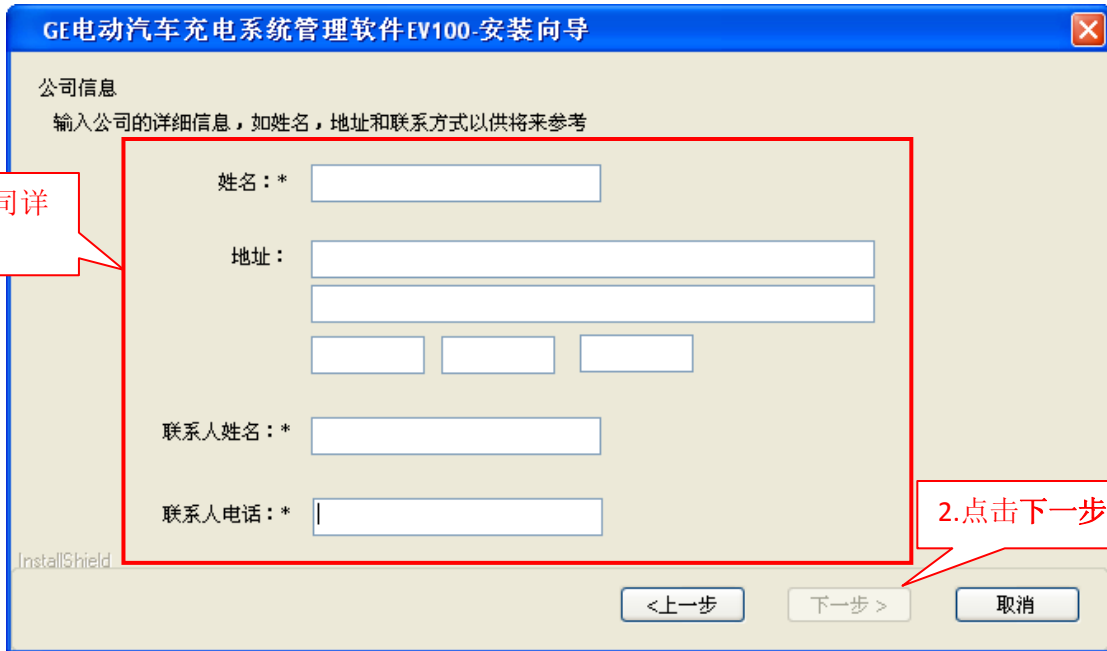 GE电动汽车充电系统管理软件EV100-安装向导
公司信息
输入公司的详细信息，如姓名，地址和联系方式以供将来参考
司详
姓名：*
地址：
联系人姓名：*
联系人电话：*
2.点击下一步
InstallShield
<上一步
下一步 >
取消